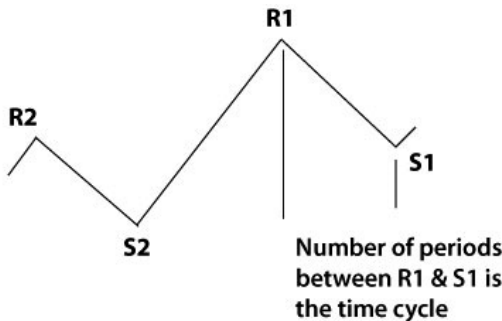 R1
R2
S1
S2
Number of periods
between R1 & S1 is
the time cycle